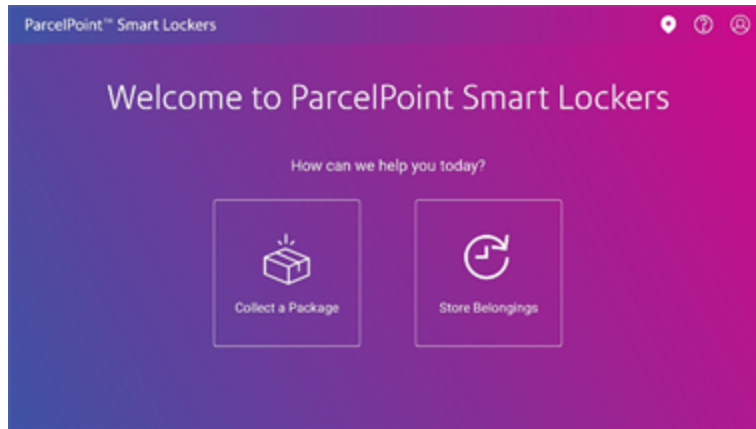 ParcelPoint™ Smart Lockers
Welcome to ParcelPoint Smart Lockers
How can we help you today?
Collect a Package
Store Belongings